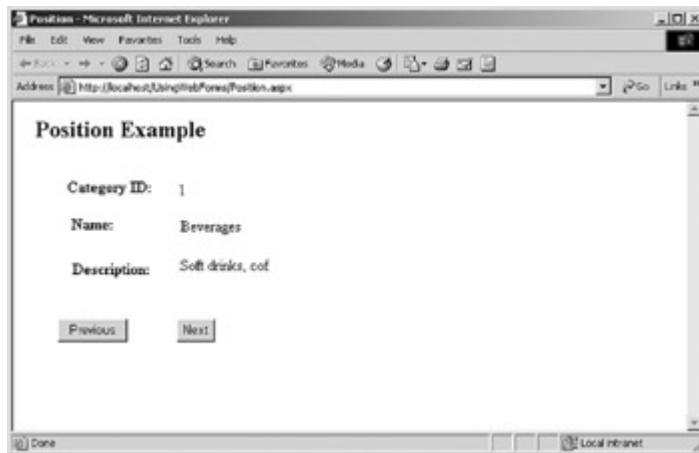 Position - Microsoft Internet Explorer
File Edit View Favorites Tools Help
Back Search Favorites Media
Address http://localhost/UsingWebForms/Position.aspx Go Links »
Position Example
Category ID: 1
Name: Beverages
Description: Soft drinks, cof
Previous Next
Done Local intranet